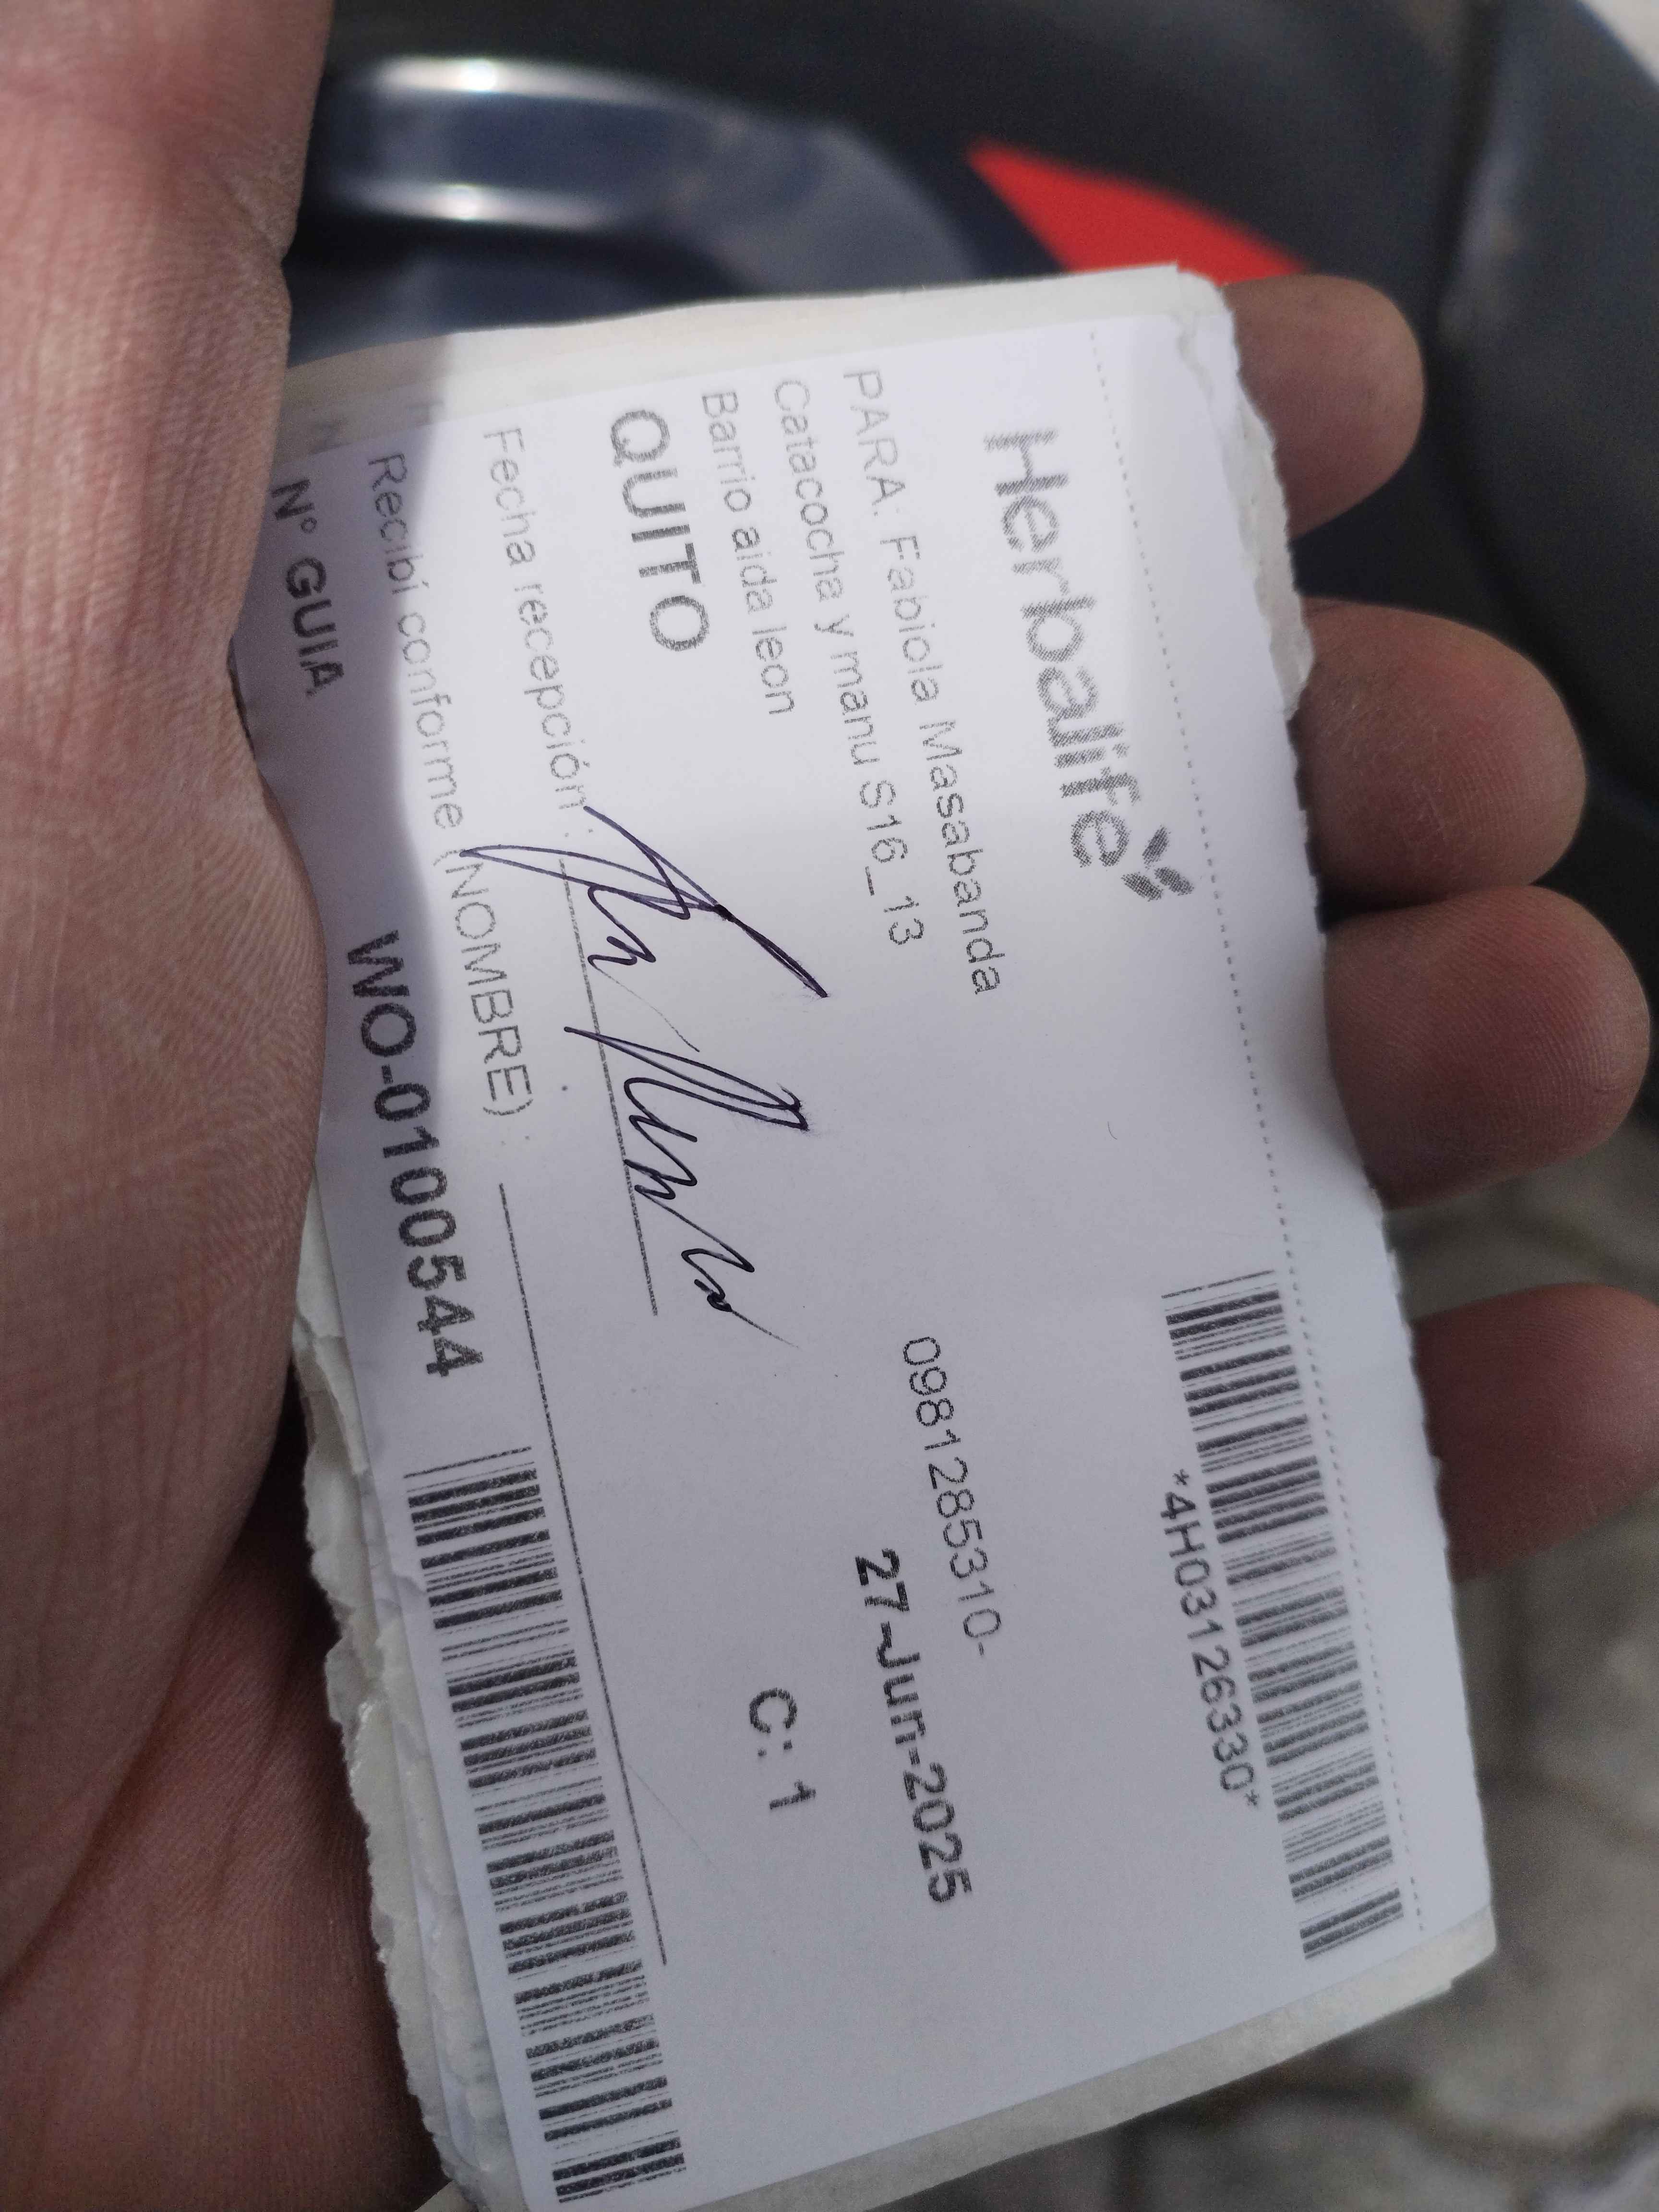 Herbalife
*4H03126330*
PARA: Fabiola Masabanda
0981285310-
Catacocha y manu S16_13
27-Jun-2025
Barrio aida leon
QUITO
C: 1
Fecha recepción :
Recibí conforme (NOMBRE) :
N° GUIA WO-0100544